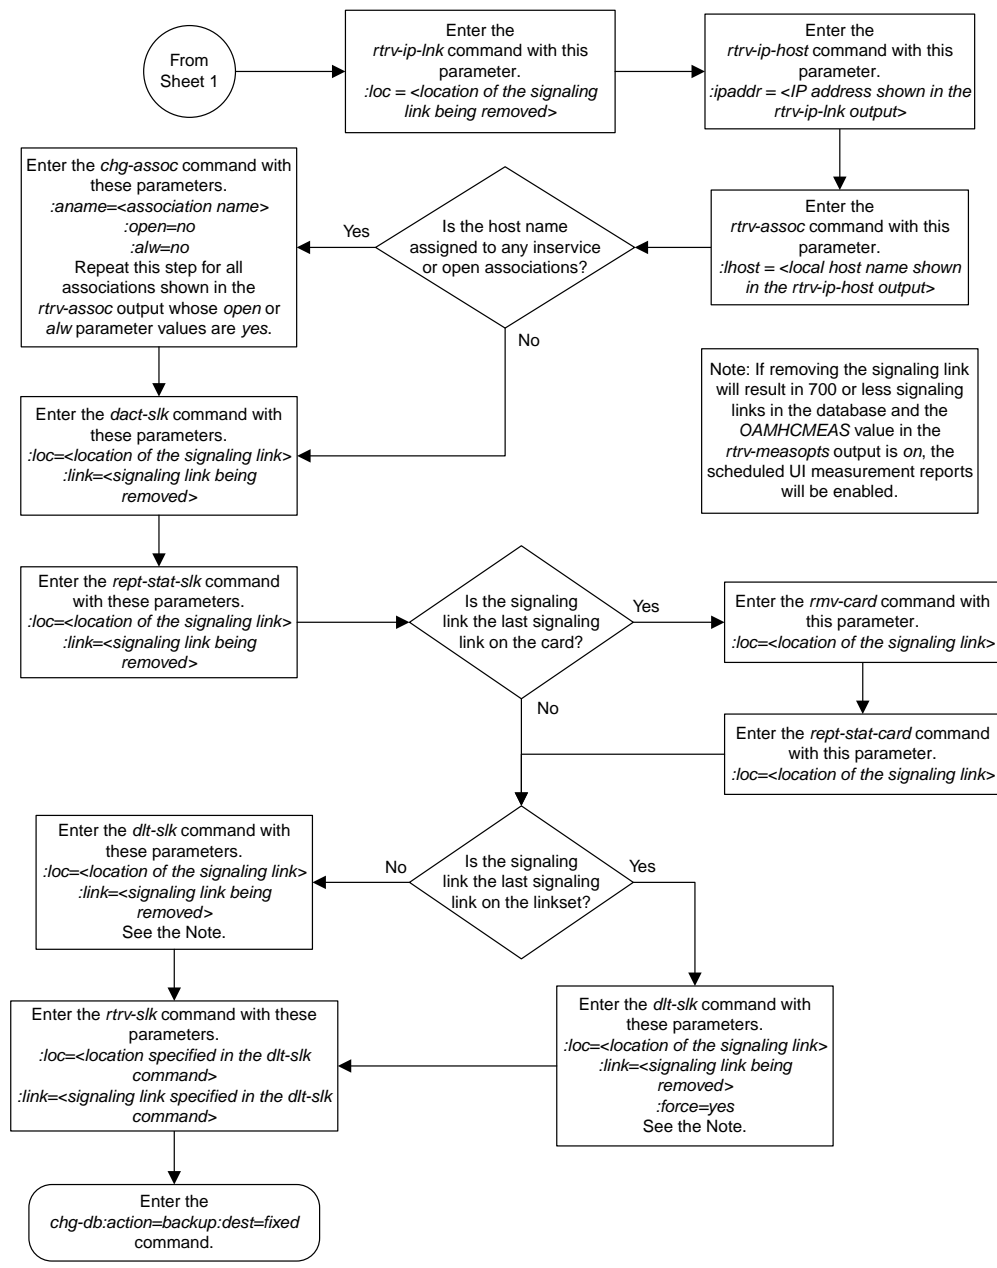 From
Sheet 1
Enter the
rtrv-ip-lnk command with this
parameter.
:loc = <location of the signaling
link being removed>
Enter the
rtrv-ip-host command with this
parameter.
:ipaddr = <IP address shown in the
rtrv-ip-lnk output>
Enter the
rtrv-assoc command with this
parameter.
:lhost = <local host name shown
in the rtrv-ip-host output>
Is the host name
assigned to any inservice
or open associations?
Yes
No
Enter the chg-assoc command with
these parameters.
:aname=<association name>
:open=no
:alw=no
Repeat this step for all
associations shown in the
rtrv-assoc output whose open or
alw parameter values are yes.
Note: If removing the signaling link
will result in 700 or less signaling
links in the database and the
OAMHCMEAS value in the
rtrv-measopts output is on, the
scheduled UI measurement reports
will be enabled.
Enter the dact-slk command with
these parameters.
:loc=<location of the signaling link>
:link=<signaling link being
removed>
Enter the rept-stat-slk command
with these parameters.
:loc=<location of the signaling link>
:link=<signaling link being
removed>
Is the signaling
link the last signaling
link on the card?
Yes
No
Enter the rmv-card command with
this parameter.
:loc=<location of the signaling link>
Enter the rept-stat-card command
with this parameter.
:loc=<location of the signaling link>
Is the signaling
link the last signaling
link on the linkset?
No
Yes
Enter the dlt-slk command with
these parameters.
:loc=<location of the signaling link>
:link=<signaling link being
removed>
See the Note.
Enter the dlt-slk command with
these parameters.
:loc=<location of the signaling link>
:link=<signaling link being
removed>
:force=yes
See the Note.
Enter the rtrv-slk command with these
parameters.
:loc=<location specified in the dlt-slk
command>
:link=<signaling link specified in the dlt-slk
command>
Enter the
chg-db:action=backup:dest=fixed
command.